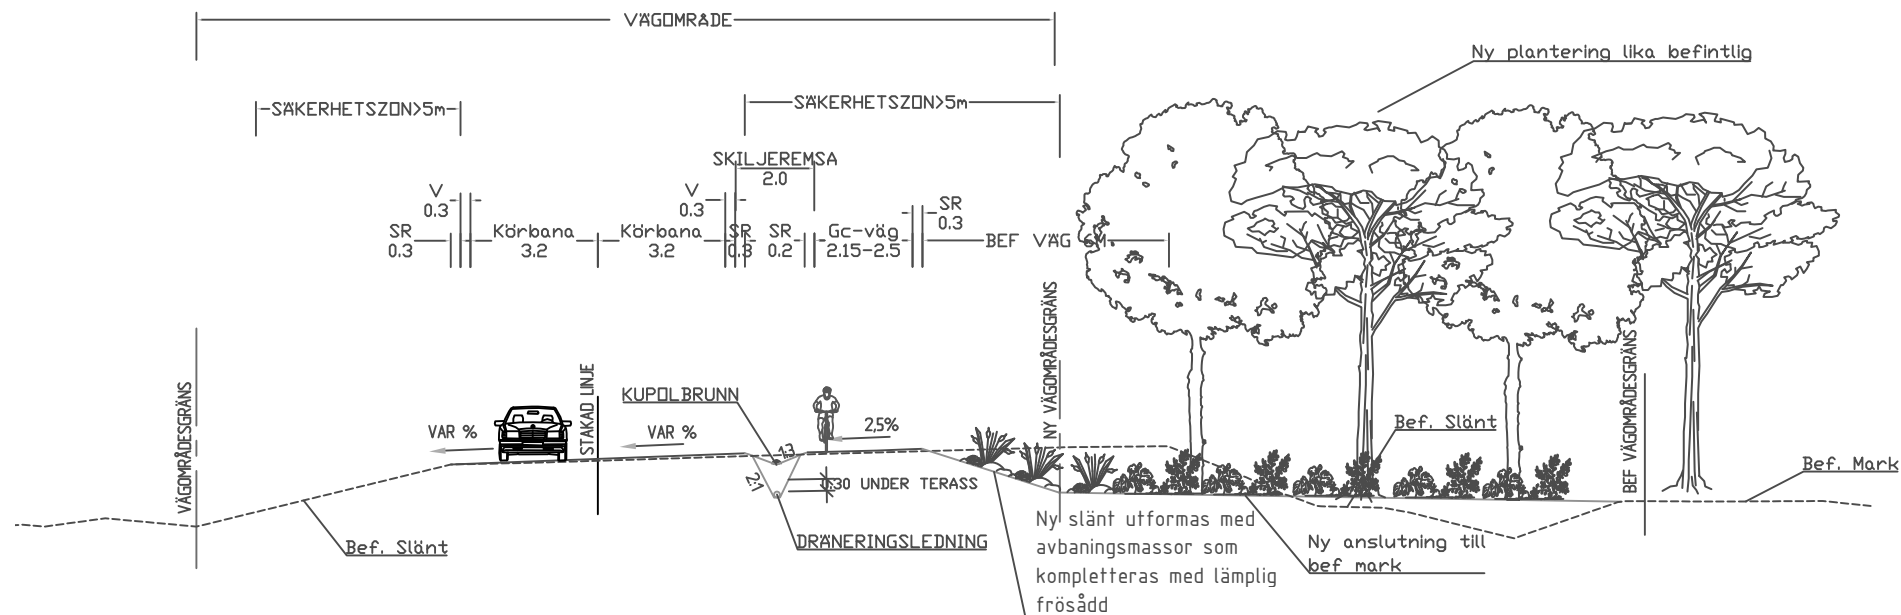 VÄGOMRÅDE
Ny plantering lika befintlig
SÄKERHETSZON>5m
SÄKERHETSZON>5m
SKILJEREMSA
2.0
V
0.3
V
0.3
SR
0.3
SR
0.3
Körbana
3.2
Körbana
3.2
SR
0.3
SR
0.2
Gc-väg
2.15-2.5
BEF VÄG 6M
VÄGOMRÅDESGRÄNS
STAKAD LINJE
NY VÄGOMRÅDESGRÄNS
BEF VÄGOMRÅDESGRÄNS
KUPOLBRUNN
VAR %
VAR %
2,5%
1:3
2:1
0.30 UNDER TERASS
Bef. Slänt
Bef. Mark
Bef. Slänt
DRÄNERINGSLEDNING
Ny slänt utformas med
avbaningsmassor som
kompletteras med lämplig
frösådd
Ny anslutning till
bef mark